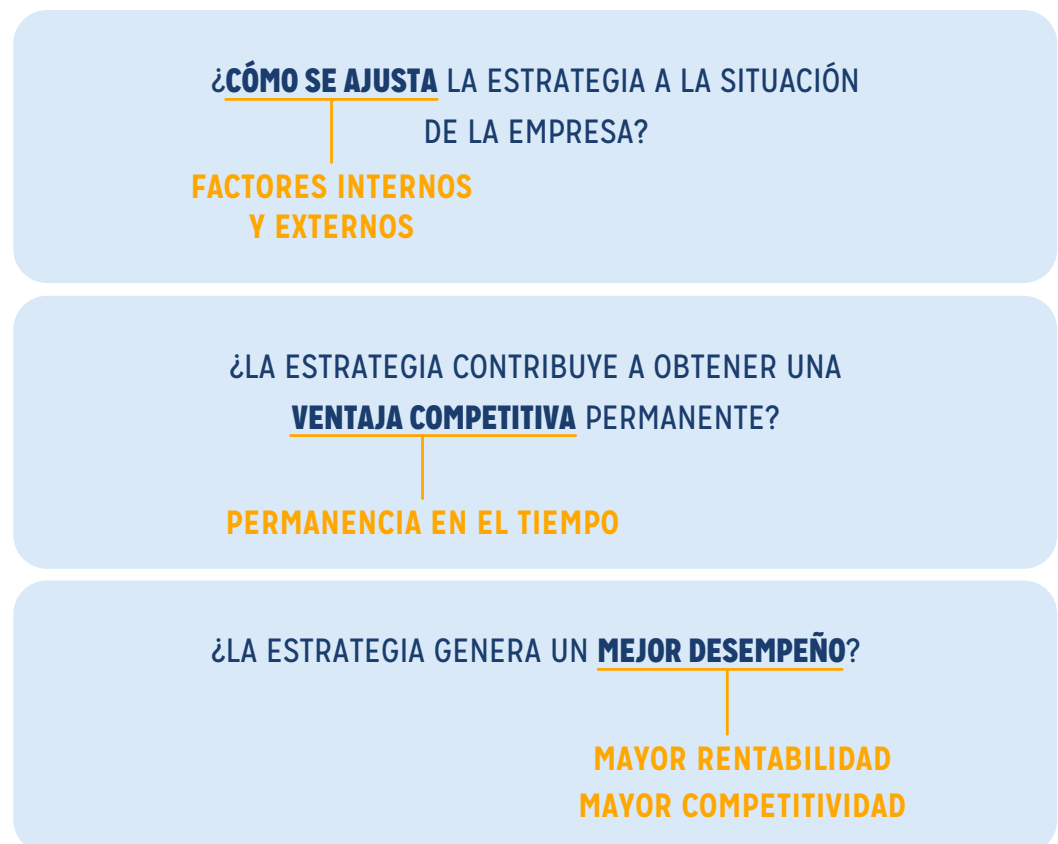 ¿CÓMO SE AJUSTA LA ESTRATEGIA A LA SITUACIÓN
DE LA EMPRESA?
FACTORES INTERNOS
Y EXTERNOS
¿LA ESTRATEGIA CONTRIBUYE A OBTENER UNA
VENTAJA COMPETITIVA PERMANENTE?
PERMANENCIA EN EL TIEMPO
¿LA ESTRATEGIA GENERA UN MEJOR DESEMPEÑO?
MAYOR RENTABILIDAD
MAYOR COMPETITIVIDAD